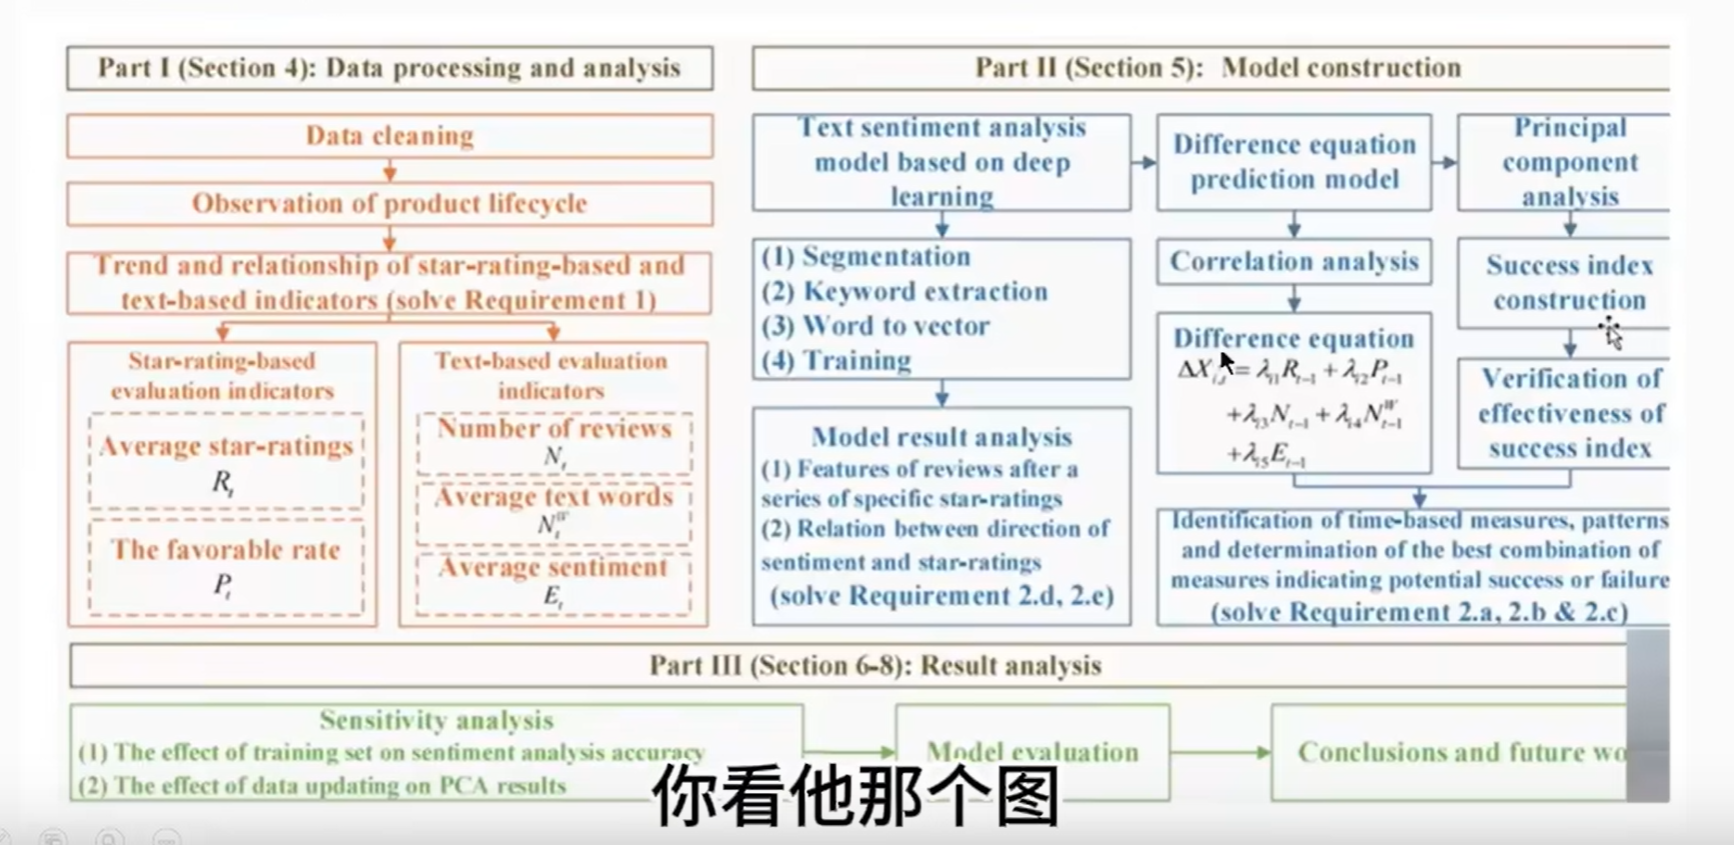 Part I (Section 4): Data processing and analysis
Data cleaning
Observation of product lifecycle
Trend and relationship of star-rating-based and
text-based indicators (solve Requirement 1)
Star-rating-based
evaluation indicators
Average star-ratings
R_t
The favorable rate
P_t
Text-based evaluation
indicators
Number of reviews
N_t
Average text words
N_t^W
Average sentiment
E_t
Part II (Section 5): Model construction
Text sentiment analysis
model based on deep
learning
(1) Segmentation
(2) Keyword extraction
(3) Word to vector
(4) Training
Model result analysis
(1) Features of reviews after a
series of specific star-ratings
(2) Relation between direction of
sentiment and star-ratings
(solve Requirement 2.d, 2.e)
Difference equation
prediction model
Correlation analysis
Difference equation
ΔX_{i,t} = λ_{i1}R_{t-1} + λ_{i2}P_{t-1}
+λ_{i3}N_{t-1} + λ_{i4}N_{t-1}^W
+λ_{i5}E_{t-1}
Principal
component
analysis
Success index
construction
Verification of
effectiveness of
success index
Identification of time-based measures, patterns
and determination of the best combination of
measures indicating potential success or failure
(solve Requirement 2.a, 2.b & 2.c)
Part III (Section 6-8): Result analysis
Sensitivity analysis
(1) The effect of training set on sentiment analysis accuracy
(2) The effect of data updating on PCA results
Model evaluation
Conclusions and future wo
你看他那个图